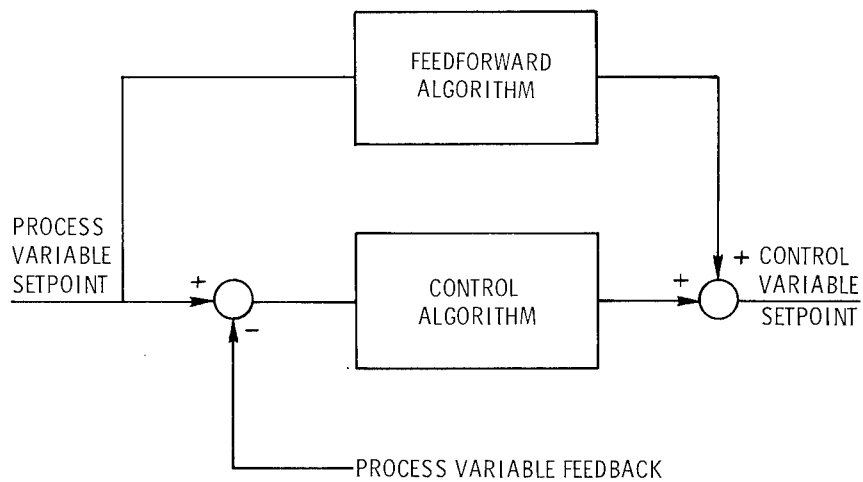 FEEDFORWARD
ALGORITHM
PROCESS
VARIABLE
SETPOINT
+
-
CONTROL
ALGORITHM
+
+
CONTROL
VARIABLE
SETPOINT
PROCESS VARIABLE FEEDBACK